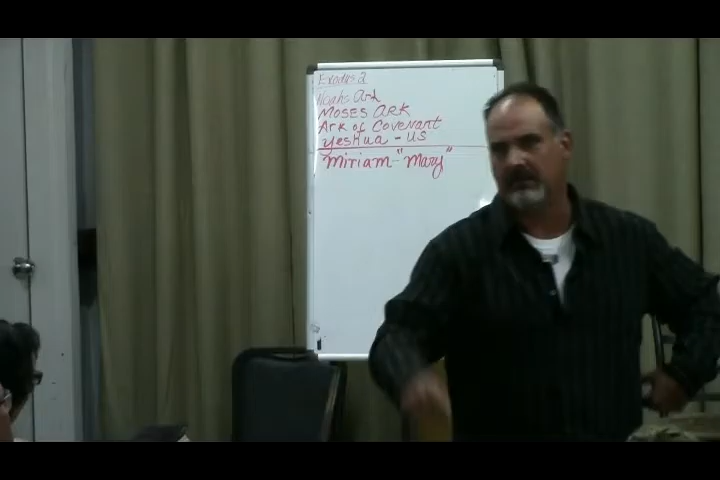 Exodus 2
Noahs Ark
MOSES ARK
Ark of Covenant
Yeshua - US
Miriam - "Mary"